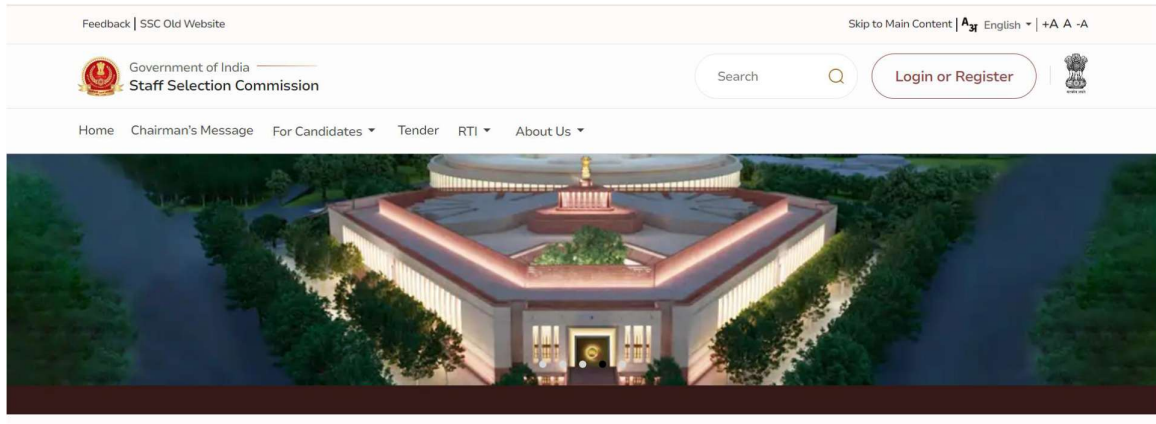 Feedback | SSC Old Website
Skip to Main Content | Aअ English | +A A -A
Government of India
Staff Selection Commission
Search
Login or Register
Home Chairman's Message For Candidates Tender RTI About Us